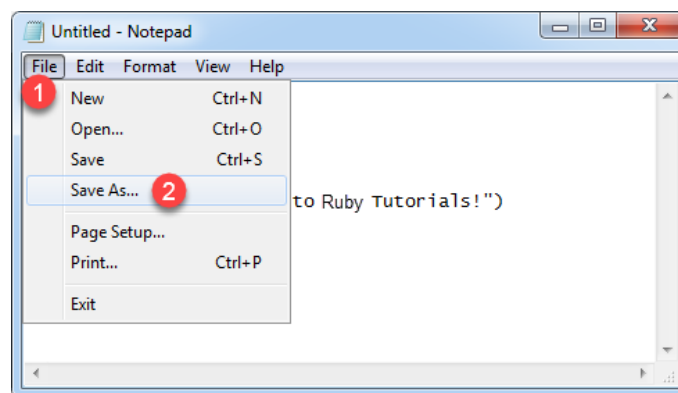 Untitled - Notepad
File Edit Format View Help
1
New Ctrl+N
Open... Ctrl+O
Save Ctrl+S
Save As... 2
to Ruby Tutorials!")
Page Setup...
Print... Ctrl+P
Exit